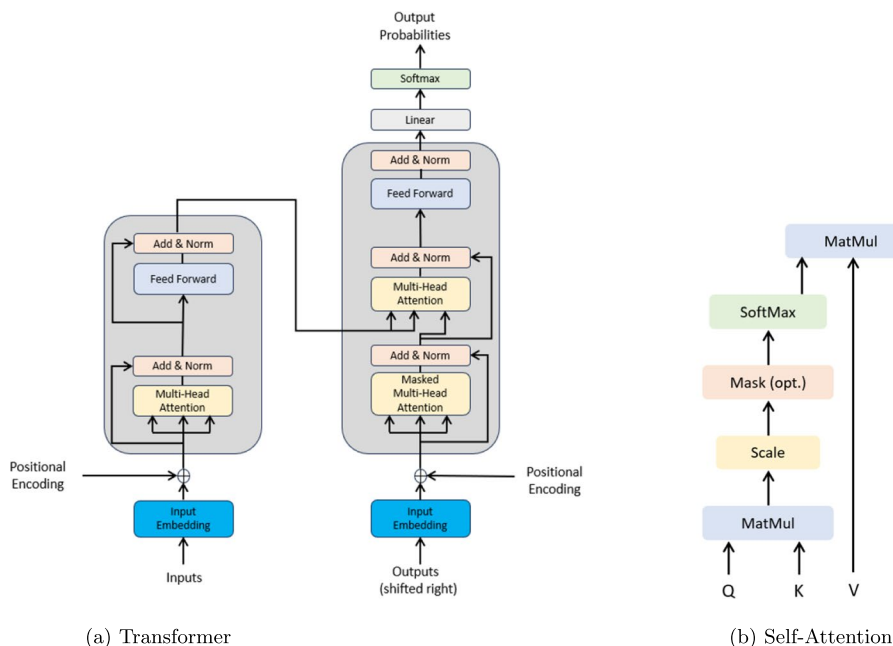 Output
Probabilities
Softmax
Linear
Add & Norm
Feed Forward
Add & Norm
Multi-Head
Attention
Add & Norm
Masked
Multi-Head
Attention
Positional
Encoding
Input
Embedding
Outputs
(shifted right)
Add & Norm
Feed Forward
Add & Norm
Multi-Head
Attention
Positional
Encoding
Input
Embedding
Inputs
(a) Transformer
MatMul
SoftMax
Mask (opt.)
Scale
MatMul
Q K V
(b) Self-Attention